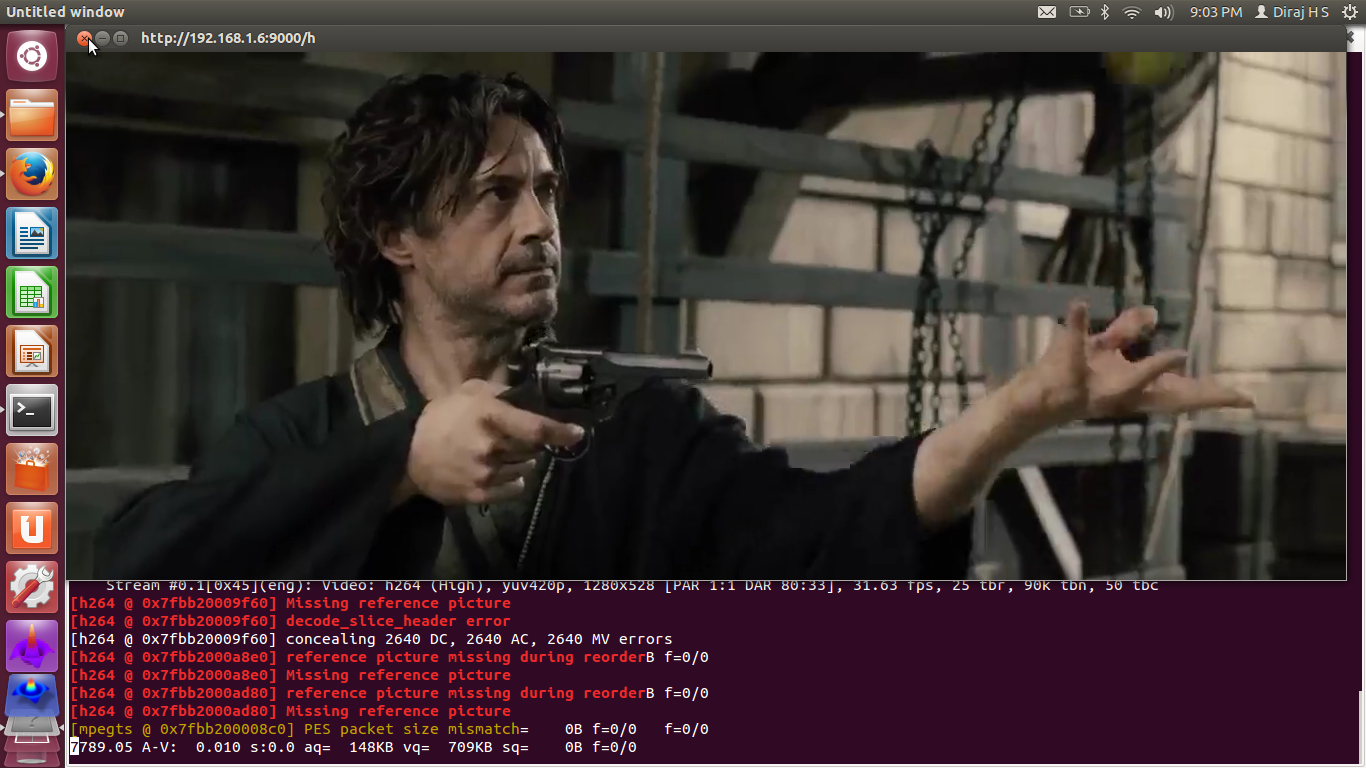 Untitled window
9:03 PM Diraj H S
http://192.168.1.6:9000/h
Stream #0.1[0x45](eng): Video: h264 (High), yuv420p, 1280x528 [PAR 1:1 DAR 80:33], 31.63 fps, 25 tbr, 90k tbn, 50 tbc
[h264 @ 0x7fbb20009f60] Missing reference picture
[h264 @ 0x7fbb20009f60] decode_slice_header error
[h264 @ 0x7fbb20009f60] concealing 2640 DC, 2640 AC, 2640 MV errors
[h264 @ 0x7fbb2000a8e0] reference picture missing during reorderB f=0/0
[h264 @ 0x7fbb2000a8e0] Missing reference picture
[h264 @ 0x7fbb2000ad80] reference picture missing during reorderB f=0/0
[h264 @ 0x7fbb2000ad80] Missing reference picture
[mpegts @ 0x7fbb200008c0] PES packet size mismatch=    0B f=0/0   f=0/0
7789.05 A-V:  0.010 s:0.0 aq=  148KB vq=  709KB sq=    0B f=0/0